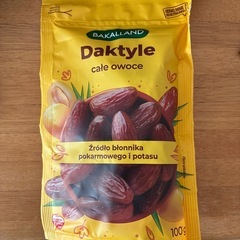 BAKALLAND
Daktyle
całe owoce
Źródło błonnika
pokarmowego i potasu
100g